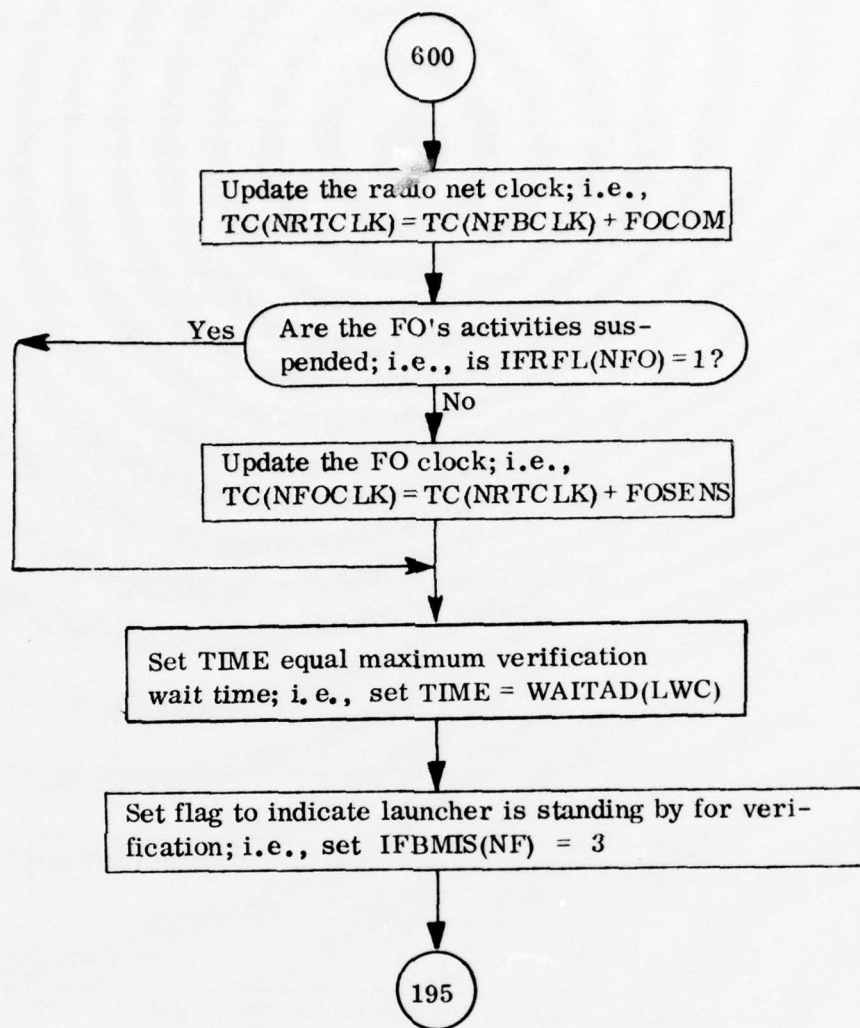 600
Update the radio net clock; i.e.,
TC(NRTCLK) = TC(NFBCLK) + FOCOM
Yes
Are the FO's activities sus-
pended; i.e., is IFRFL(NFO) = 1?
No
Update the FO clock; i.e.,
TC(NFOCLK) = TC(NRTCLK) + FOSENS
Set TIME equal maximum verification
wait time; i.e., set TIME = WAITAD(LWC)
Set flag to indicate launcher is standing by for veri-
fication; i.e., set IFBMIS(NF) = 3
195